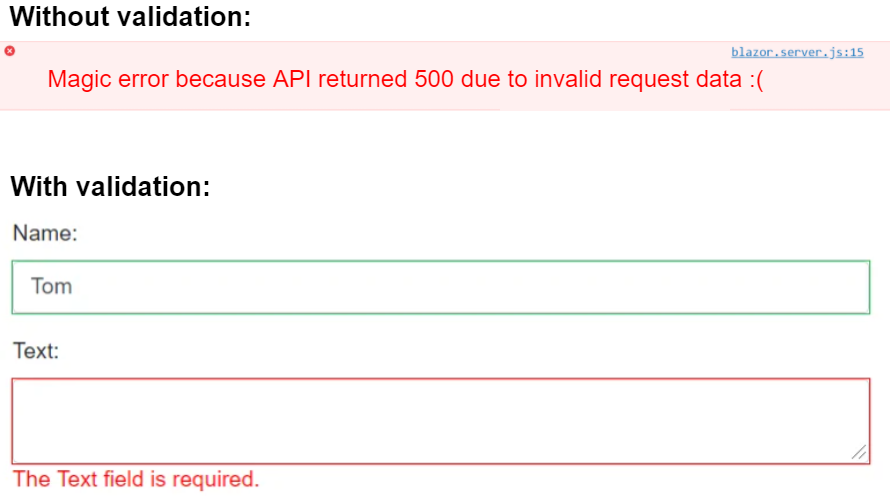 Without validation:
blazor.server.js:15
Magic error because API returned 500 due to invalid request data :(
With validation:
Name:
Tom
Text:
The Text field is required.